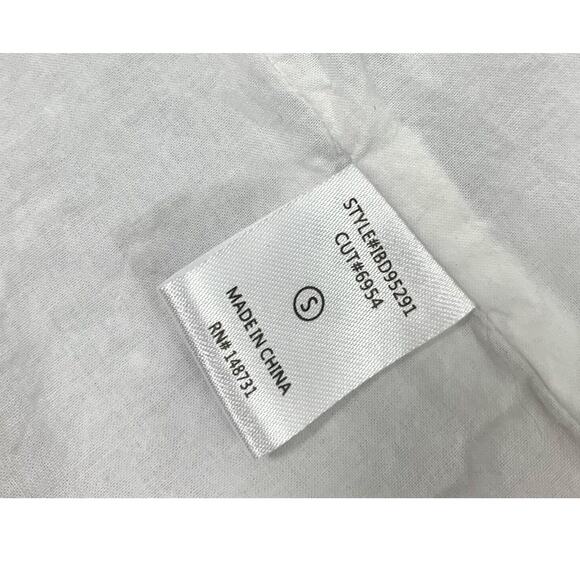 STYLE#IBD95291
CUT#6954
S
MADE IN CHINA
RN# 148731